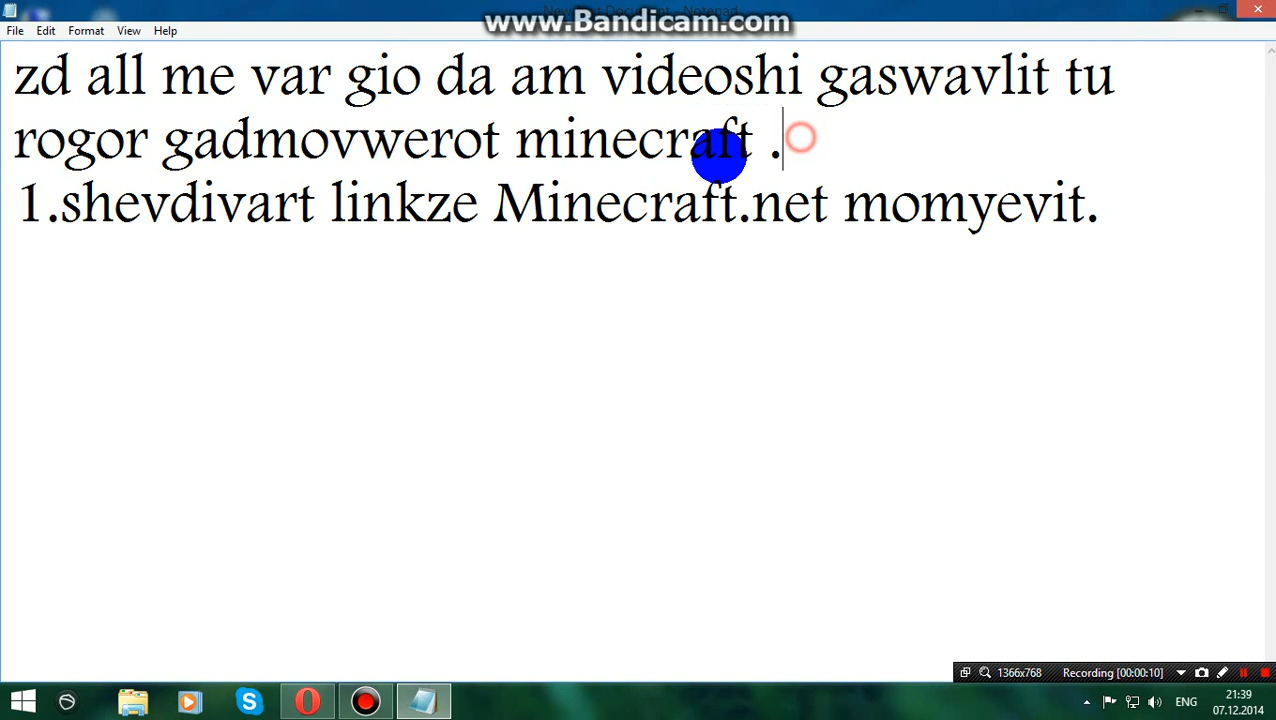 www.Bandicam.com
File Edit Format View Help
zd all me var gio da am videoshi gaswavlit tu
rogor gadmovwerot minecraft .
1.shevdivart linkze Minecraft.net momyevit.
1366x768 Recording [00:00:10]
ENG 21:39
07.12.2014